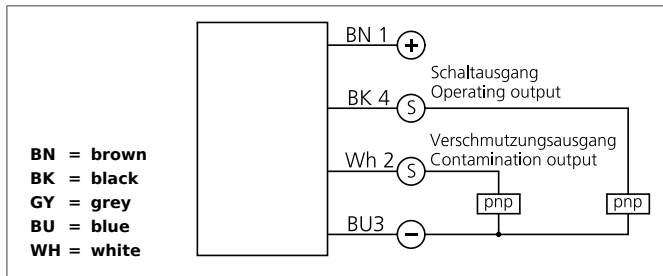 BN 1
+
Schaltausgang
Operating output
BK 4
S
Verschmutzungsausgang
Contamination output
Wh 2
S
pnp
pnp
BU3
−
BN = brown
BK = black
GY = grey
BU = blue
WH = white